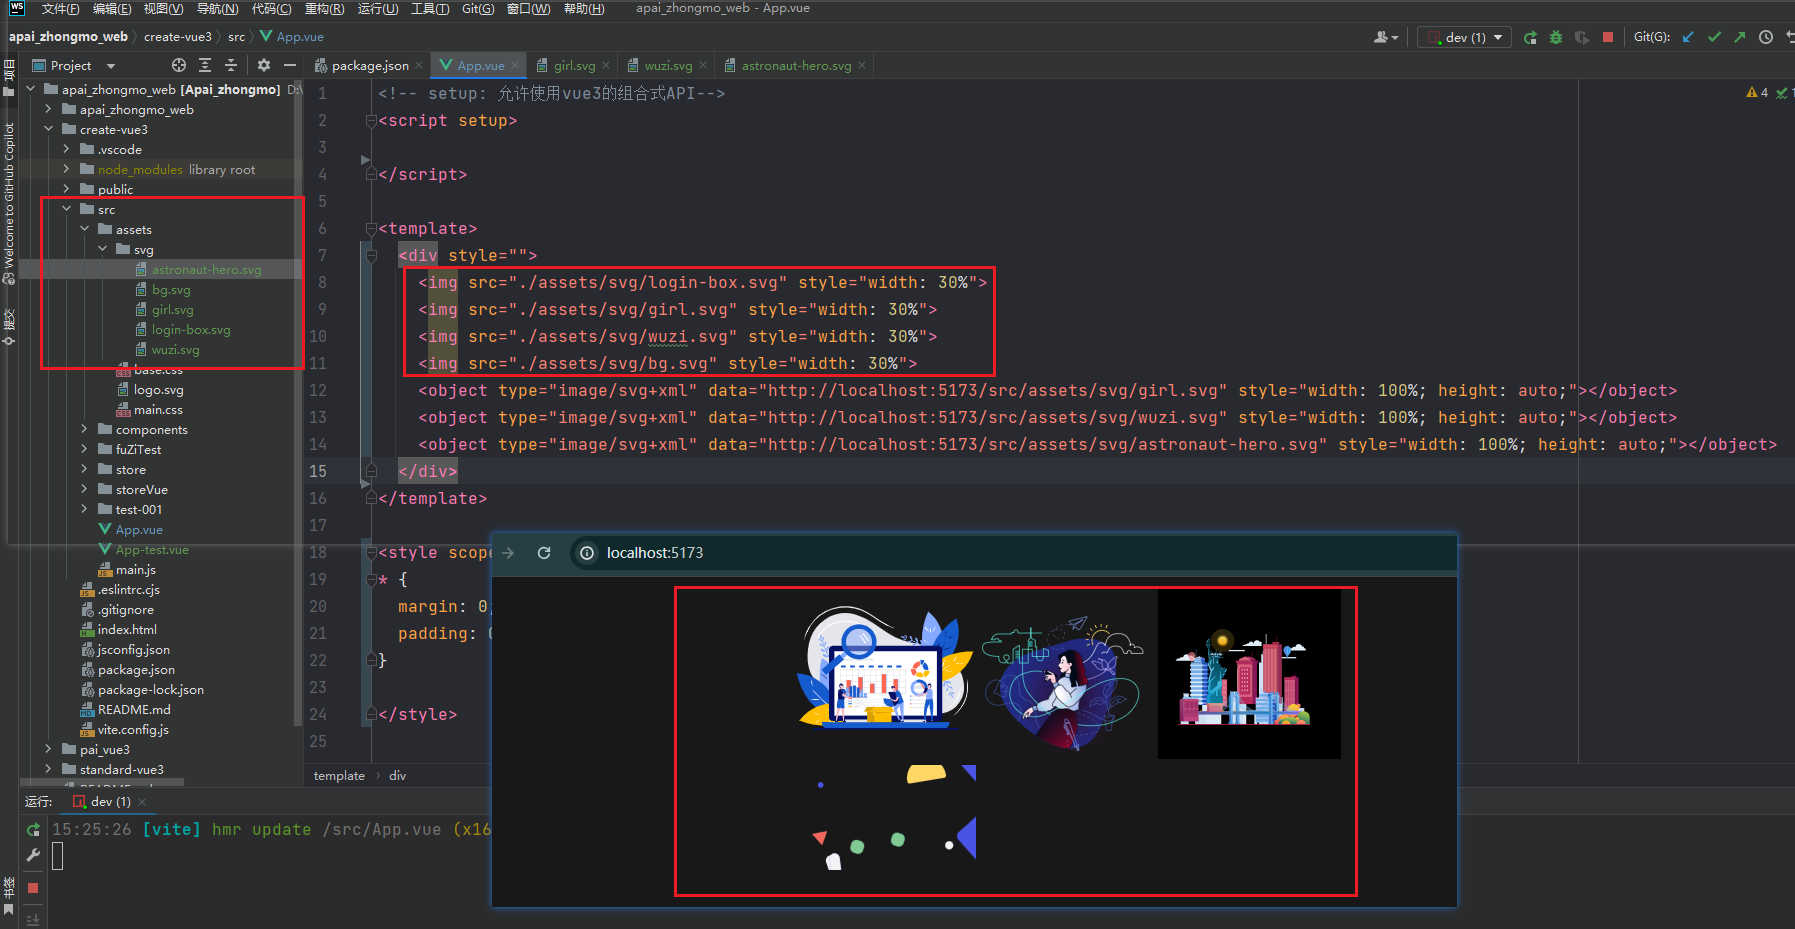 WS 文件(F) 编辑(E) 视图(V) 导航(N) 代码(C) 重构(R) 运行(U) 工具(T) Git(G) 窗口(W) 帮助(H) apai_zhongmo_web - App.vue
apai_zhongmo_web create-vue3 src App.vue dev (1) Git(G):
项目
Welcome to GitHub Copilot
提交
书签
Project
package.json App.vue girl.svg wuzi.svg astronaut-hero.svg
apai_zhongmo_web [Apai_zhongmo] D:\
apai_zhongmo_web
create-vue3
.vscode
node_modules library root
public
src
assets
svg
astronaut-hero.svg
bg.svg
girl.svg
login-box.svg
wuzi.svg
base.css
logo.svg
main.css
components
fuZiTest
store
storeVue
test-001
App.vue
App-test.vue
main.js
.eslintrc.cjs
.gitignore
index.html
jsconfig.json
package.json
package-lock.json
README.md
vite.config.js
pai_vue3
standard-vue3
4 1
1 <!-- setup: 允许使用vue3的组合式API-->
2 <script setup>
3
4 </script>
5
6 <template>
7 <div style="">
8 <img src="./assets/svg/login-box.svg" style="width: 30%">
9 <img src="./assets/svg/girl.svg" style="width: 30%">
10 <img src="./assets/svg/wuzi.svg" style="width: 30%">
11 <img src="./assets/svg/bg.svg" style="width: 30%">
12 <object type="image/svg+xml" data="http://localhost:5173/src/assets/svg/girl.svg" style="width: 100%; height: auto;"></object>
13 <object type="image/svg+xml" data="http://localhost:5173/src/assets/svg/wuzi.svg" style="width: 100%; height: auto;"></object>
14 <object type="image/svg+xml" data="http://localhost:5173/src/assets/svg/astronaut-hero.svg" style="width: 100%; height: auto;"></object>
15 </div>
16 </template>
17
18 <style scope
19 * {
20 margin: 0;
21 padding: 0
22 }
23
24 </style>
25
localhost:5173
template div
运行: dev (1)
15:25:26 [vite] hmr update /src/App.vue (x16